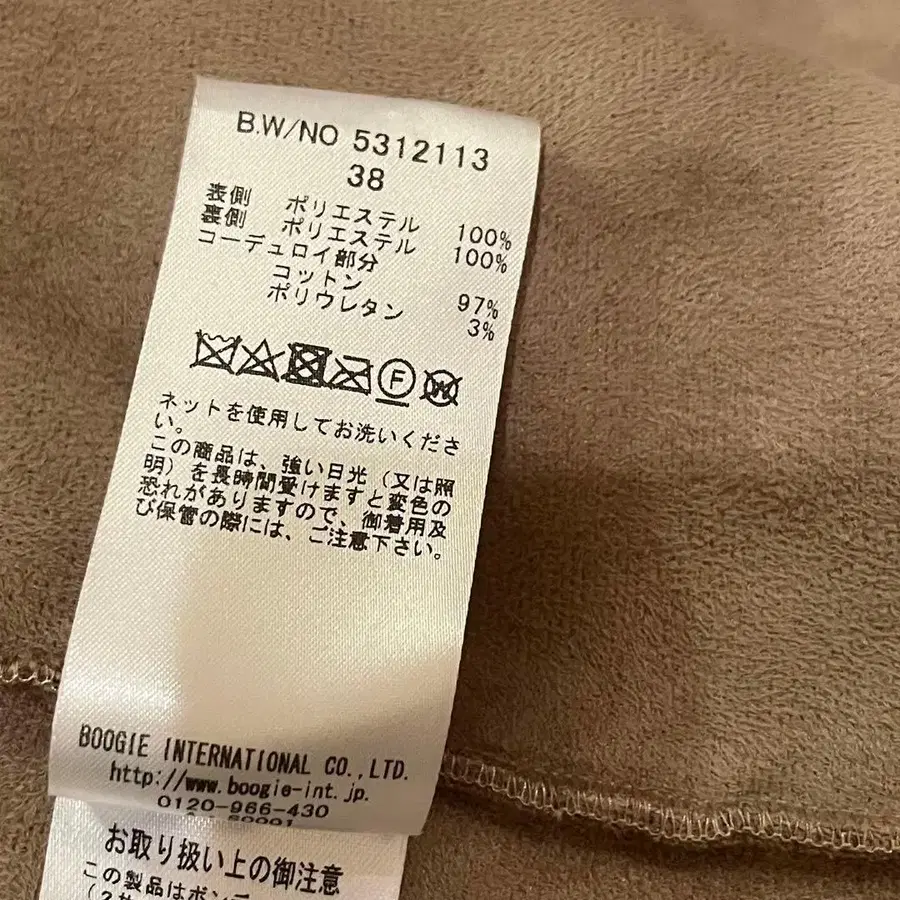 B.W/NO 5312113
38
表側 ポリエステル 100%
裏側 ポリエステル 100%
コーデュロイ部分
コットン 97%
ポリウレタン 3%
F W
ネットを使用してお洗いくださ
い。
この商品は、強い日光(又は照
明)を長時間受けますと変色の
恐れがありますので、御着用及
び保管の際には、ご注意下さい。
BOOGIE INTERNATIONAL CO.,LTD.
http://www.boogie-int.jp.
0120-966-430
お取り扱い上の御注意
この製品はボンデ